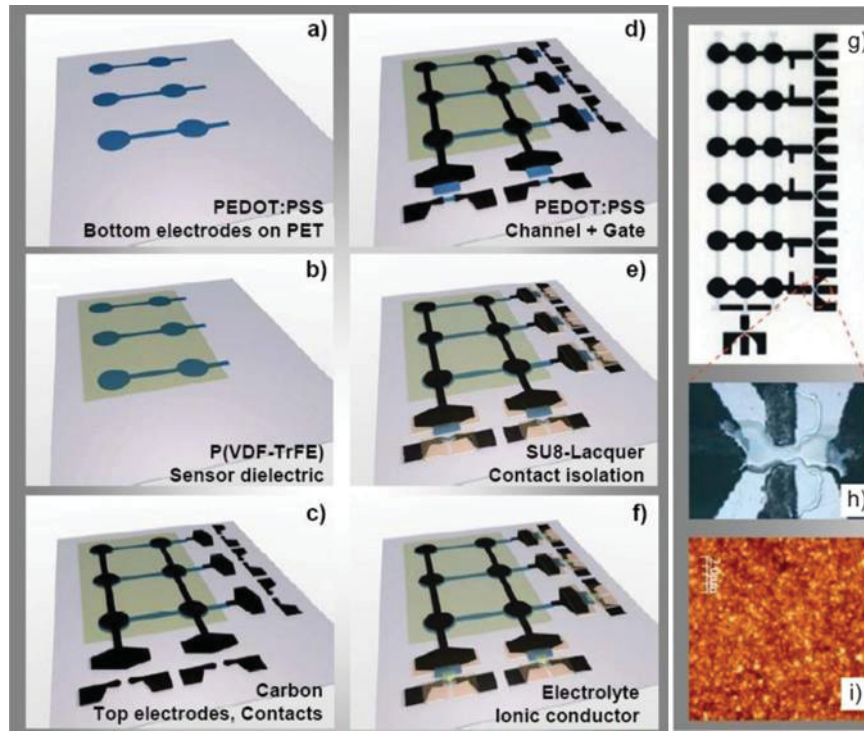 a)
PEDOT:PSS
Bottom electrodes on PET
b)
P(VDF-TrFE)
Sensor dielectric
c)
Carbon
Top electrodes, Contacts
d)
PEDOT:PSS
Channel + Gate
e)
SU8-Lacquer
Contact isolation
f)
Electrolyte
Ionic conductor
g)
h)
i)